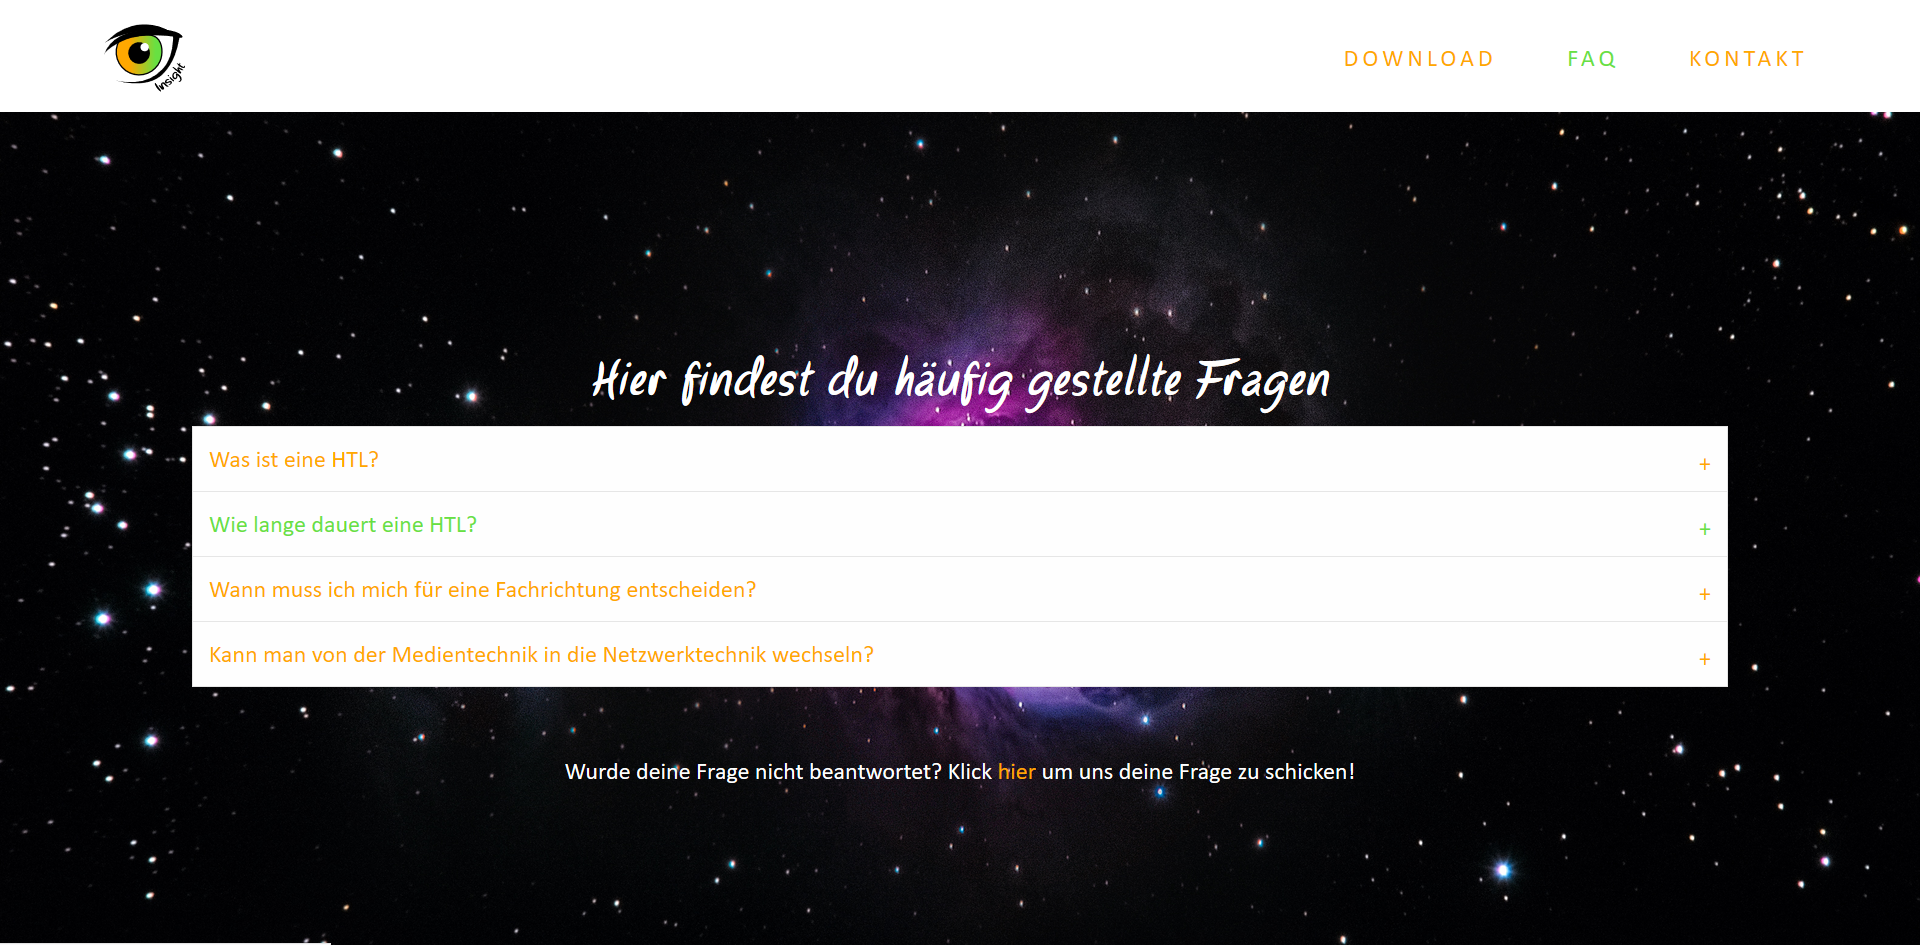 Insight
DOWNLOAD FAQ KONTAKT
Hier findest du häufig gestellte Fragen
Was ist eine HTL? +
Wie lange dauert eine HTL? +
Wann muss ich mich für eine Fachrichtung entscheiden? +
Kann man von der Medientechnik in die Netzwerktechnik wechseln? +
Wurde deine Frage nicht beantwortet? Klick hier um uns deine Frage zu schicken!